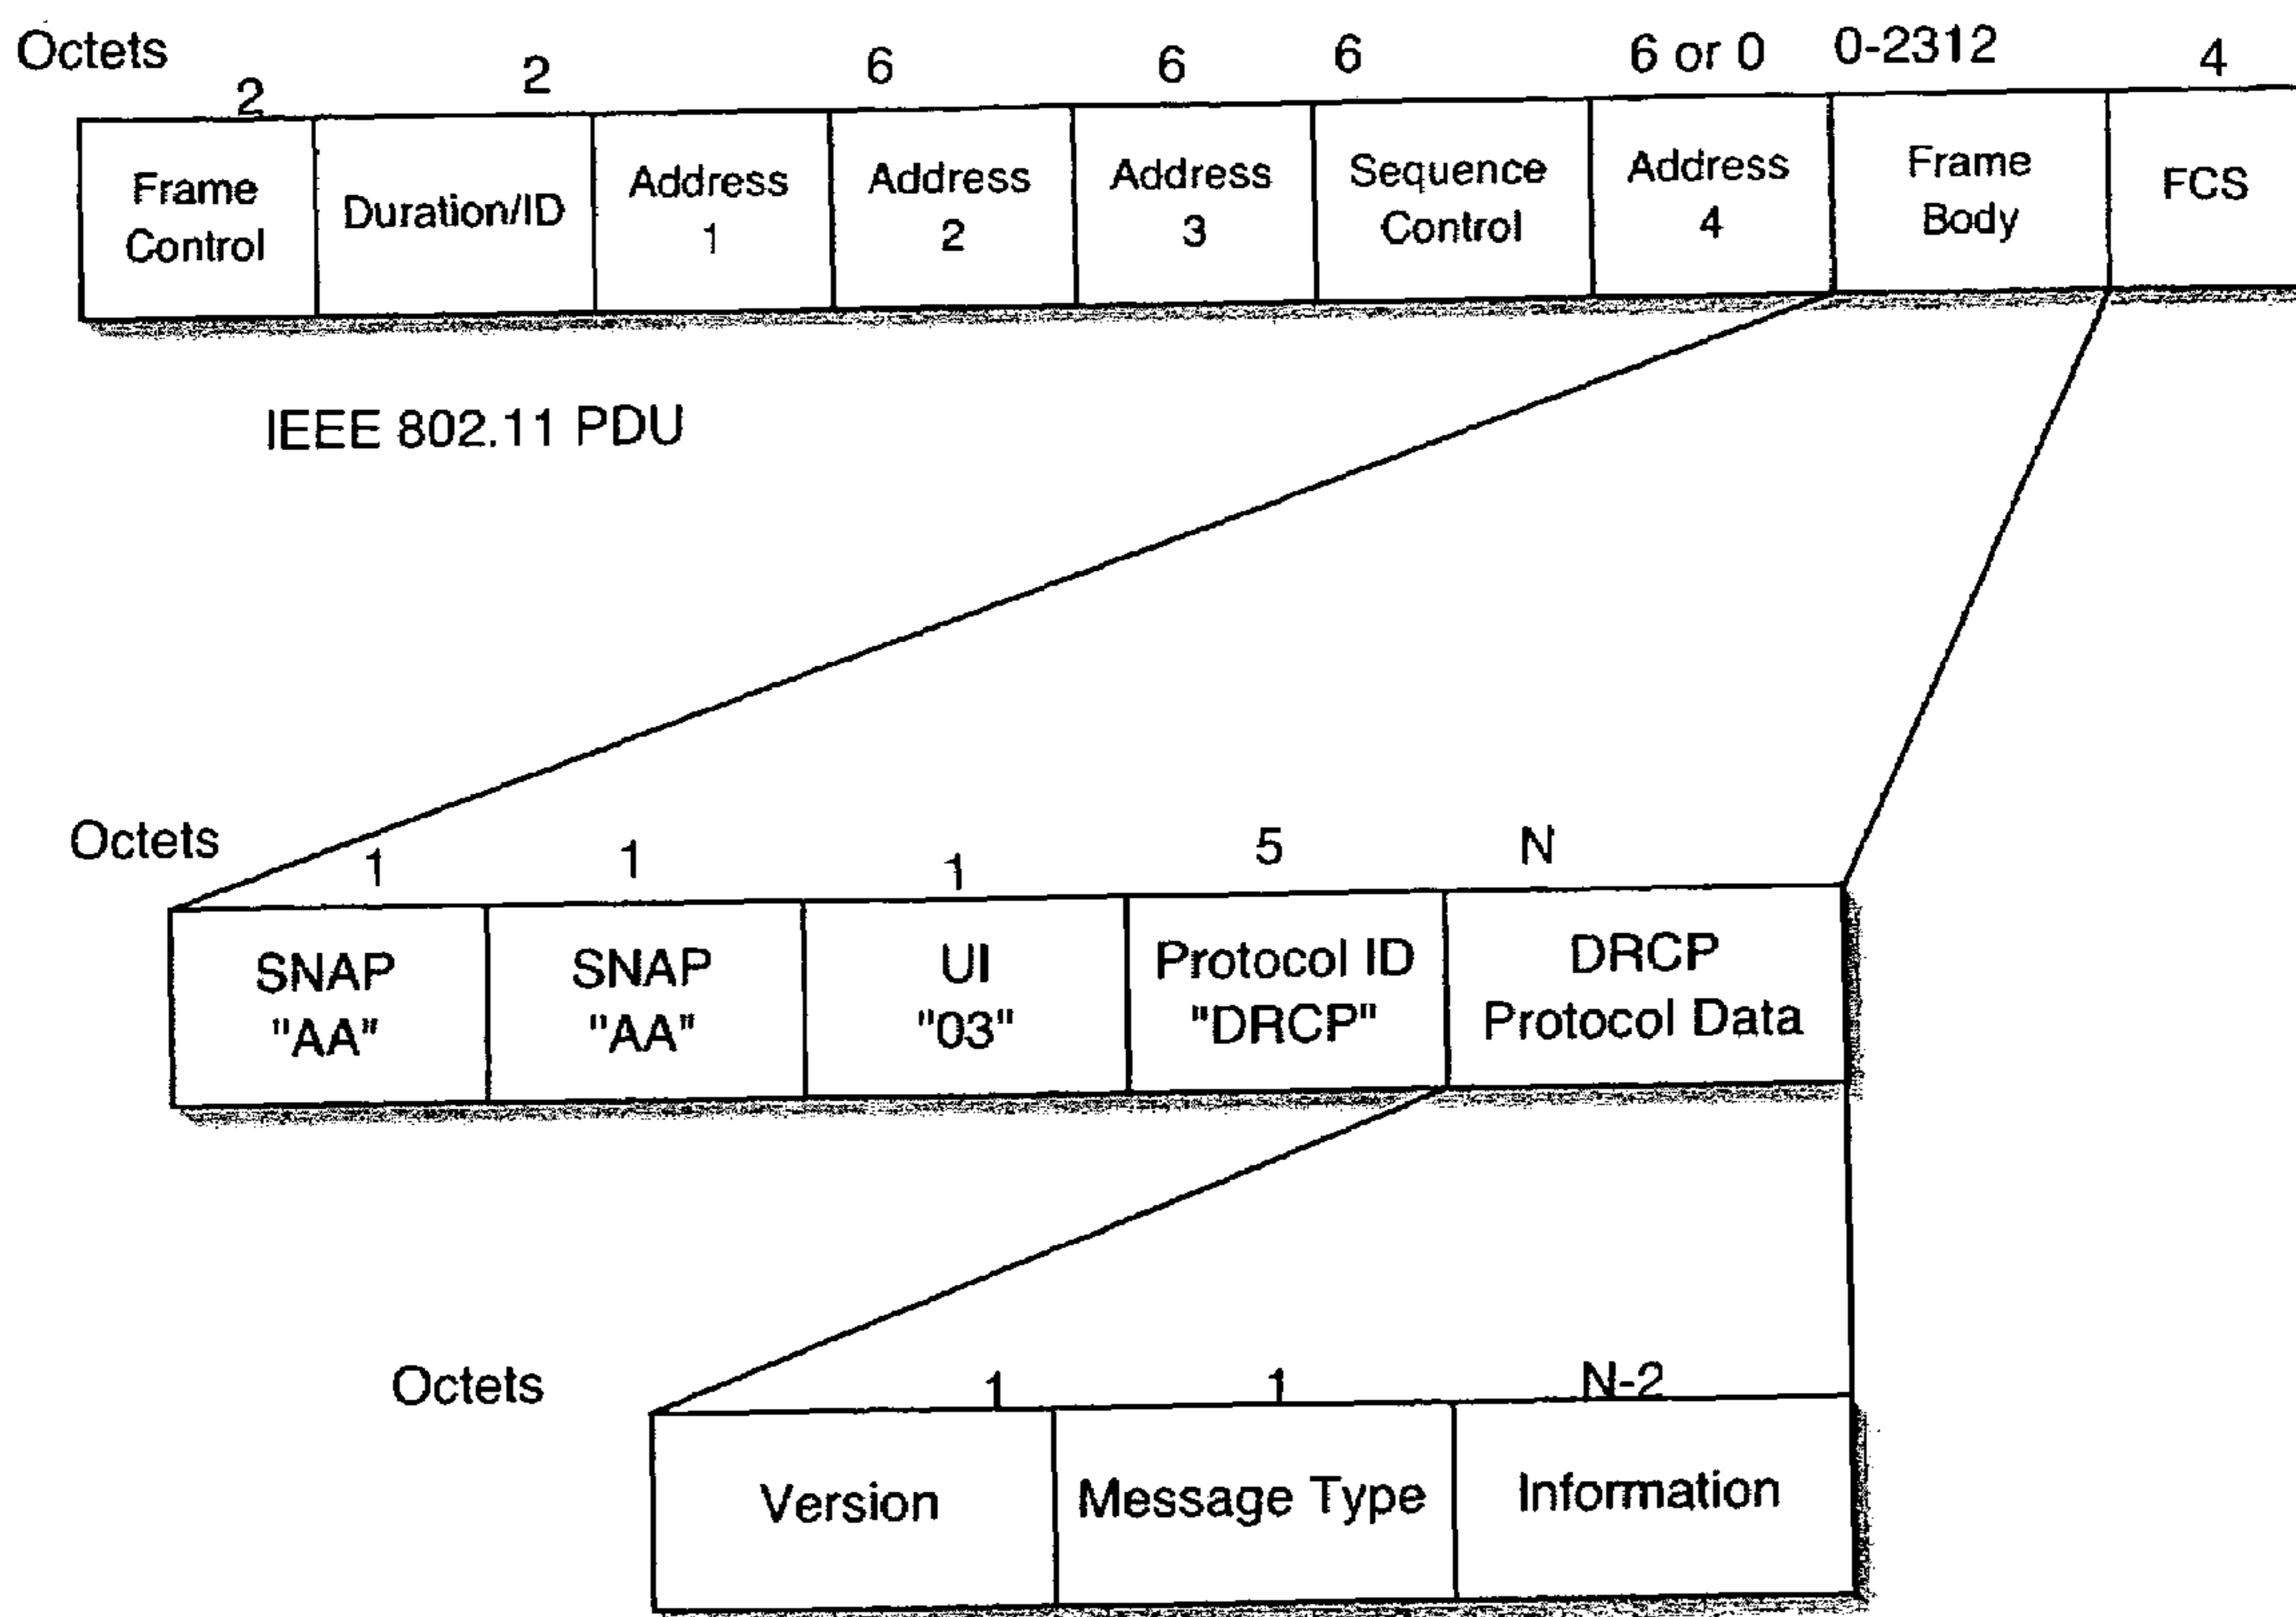 Octets 2 2 6 6 6 6 or 0 0-2312 4
Frame Control
Duration/ID
Address 1
Address 2
Address 3
Sequence Control
Address 4
Frame Body
FCS
IEEE 802.11 PDU
Octets 1 1 1 5 N
SNAP "AA"
SNAP "AA"
UI "03"
Protocol ID "DRCP"
DRCP Protocol Data
Octets 1 1 N-2
Version
Message Type
Information